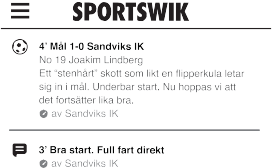 SPORTSWIK
4' Mål 1-0 Sandviks IK
No 19 Joakim Lindberg
Ett "stenhårt" skott som likt en flipperkula letar
sig in i mål. Underbar start. Nu hoppas vi att
det fortsätter lika bra.
av Sandviks IK
3' Bra start. Full fart direkt
av Sandviks IK